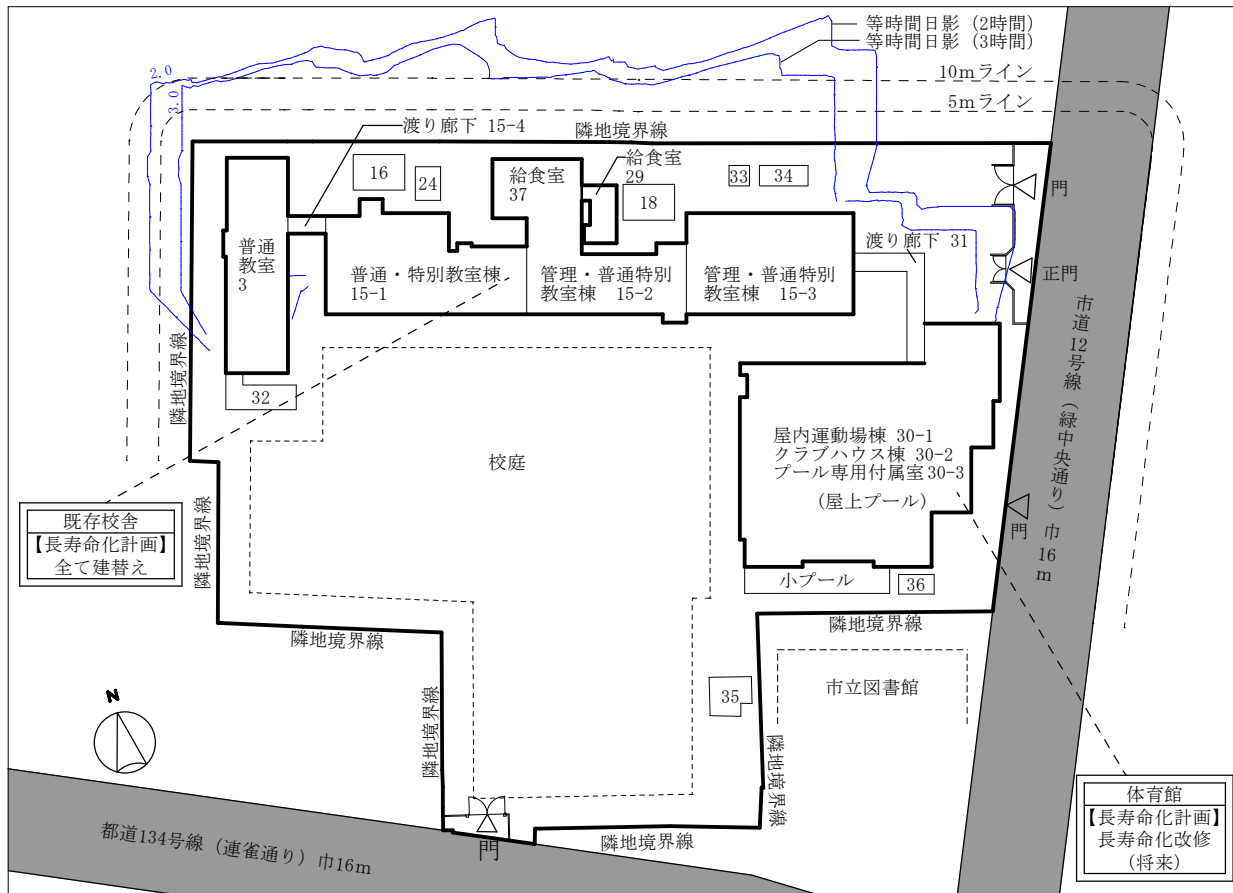 等時間日影 (2時間)
等時間日影 (3時間)
2.0
3.0
10mライン
5mライン
隣地境界線
渡り廊下 15-4
16
24
給食室
37
給食室
29
18
33
34
門
渡り廊下 31
正門
普通
教室
3
普通・特別教室棟
15-1
管理・普通特別
教室棟 15-2
管理・普通特別
教室棟 15-3
市道12号線（緑中央通り）巾16m
隣地境界線
32
校庭
屋内運動場棟 30-1
クラブハウス棟 30-2
プール専用付属室30-3
(屋上プール)
門
既存校舎
【長寿命化計画】
全て建替え
隣地境界線
小プール
36
隣地境界線
隣地境界線
35
市立図書館
N
隣地境界線
隣地境界線
体育館
【長寿命化計画】
長寿命化改修
(将来)
都道134号線（連雀通り）巾16m
門
隣地境界線